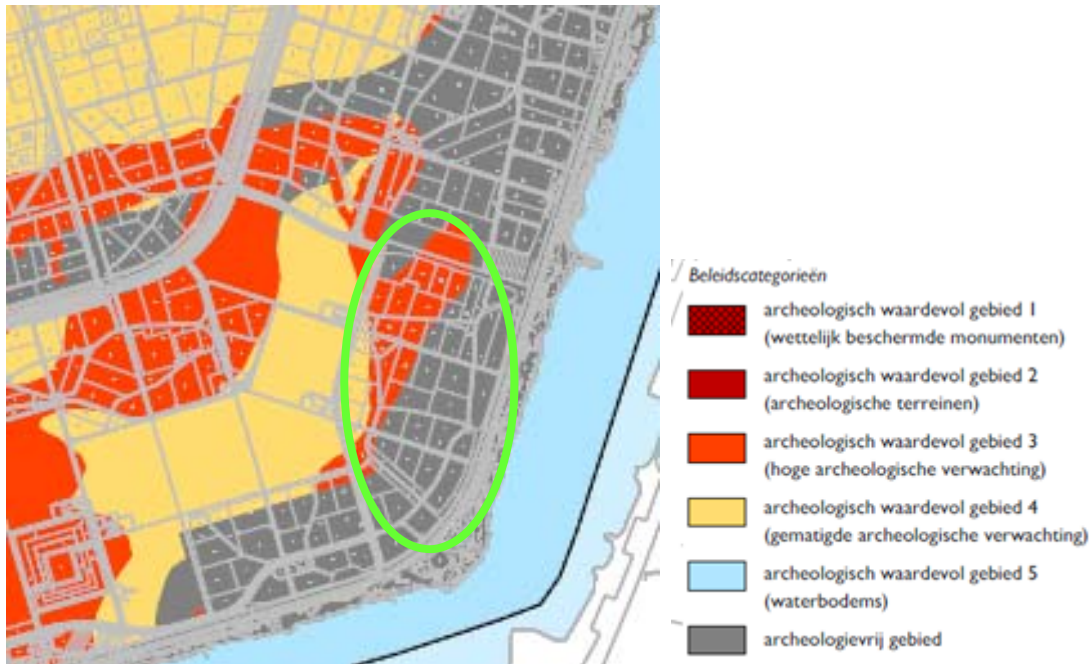 Beleidscategorieën
archeologisch waardevol gebied 1
(wettelijk beschermde monumenten)
archeologisch waardevol gebied 2
(archeologische terreinen)
archeologisch waardevol gebied 3
(hoge archeologische verwachting)
archeologisch waardevol gebied 4
(gematigde archeologische verwachting)
archeologisch waardevol gebied 5
(waterbodems)
archeologievrij gebied